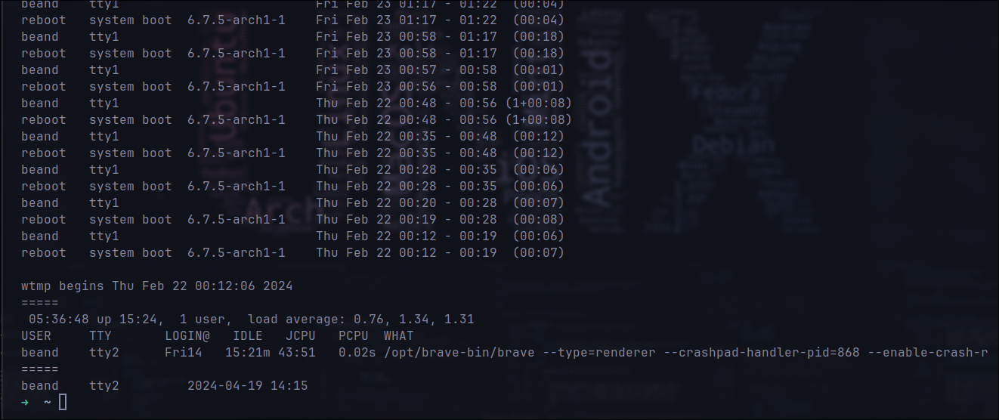 beand    tty1                          Fri Feb 23 01:17 - 01:22  (00:04)
reboot   system boot  6.7.5-arch1-1    Fri Feb 23 01:17 - 01:22  (00:04)
beand    tty1                          Fri Feb 23 00:58 - 01:17  (00:18)
reboot   system boot  6.7.5-arch1-1    Fri Feb 23 00:58 - 01:17  (00:18)
beand    tty1                          Fri Feb 23 00:57 - 00:58  (00:01)
reboot   system boot  6.7.5-arch1-1    Fri Feb 23 00:56 - 00:58  (00:01)
beand    tty1                          Thu Feb 22 00:48 - 00:56 (1+00:08)
reboot   system boot  6.7.5-arch1-1    Thu Feb 22 00:48 - 00:56 (1+00:08)
beand    tty1                          Thu Feb 22 00:35 - 00:48  (00:12)
reboot   system boot  6.7.5-arch1-1    Thu Feb 22 00:35 - 00:48  (00:12)
beand    tty1                          Thu Feb 22 00:28 - 00:35  (00:06)
reboot   system boot  6.7.5-arch1-1    Thu Feb 22 00:28 - 00:35  (00:06)
beand    tty1                          Thu Feb 22 00:20 - 00:28  (00:07)
reboot   system boot  6.7.5-arch1-1    Thu Feb 22 00:19 - 00:28  (00:08)
beand    tty1                          Thu Feb 22 00:12 - 00:19  (00:06)
reboot   system boot  6.7.5-arch1-1    Thu Feb 22 00:12 - 00:19  (00:07)
wtmp begins Thu Feb 22 00:12:06 2024
=====
 05:36:48 up 15:24,  1 user,  load average: 0.76, 1.34, 1.31
USER     TTY       LOGIN@   IDLE   JCPU   PCPU  WHAT
beand    tty2      Fri14   15:21m 43:51   0.02s /opt/brave-bin/brave --type=renderer --crashpad-handler-pid=868 --enable-crash-r
=====
beand    tty2         2024-04-19 14:15
➜  ~
ubuntu
Arch
macOS
iOS
Android
Fedora
Debian